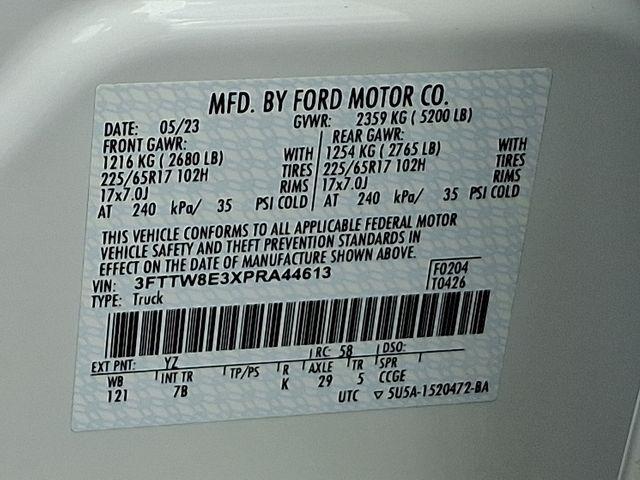 MFD. BY FORD MOTOR CO.
DATE: 05/23 GVWR: 2359 KG ( 5200 LB)
FRONT GAWR: REAR GAWR:
1216 KG ( 2680 LB) WITH 1254 KG ( 2765 LB) WITH
225/65R17 102H TIRES 225/65R17 102H TIRES
17x7.0J RIMS 17x7.0J RIMS
AT 240 kPa/ 35 PSI COLD AT 240 kPa/ 35 PSI COLD
THIS VEHICLE CONFORMS TO ALL APPLICABLE FEDERAL MOTOR
VEHICLE SAFETY AND THEFT PREVENTION STANDARDS IN
EFFECT ON THE DATE OF MANUFACTURE SHOWN ABOVE.
VIN: 3FTTW8E3XPRA44613 F0204
TYPE: Truck T0426
EXT PNT: YZ RC: 58 DSO:
WB INT TR TP/PS R AXLE TR SPR
121 7B K 29 5 CCGE
UTC ▽ 5U5A-1520472-BA